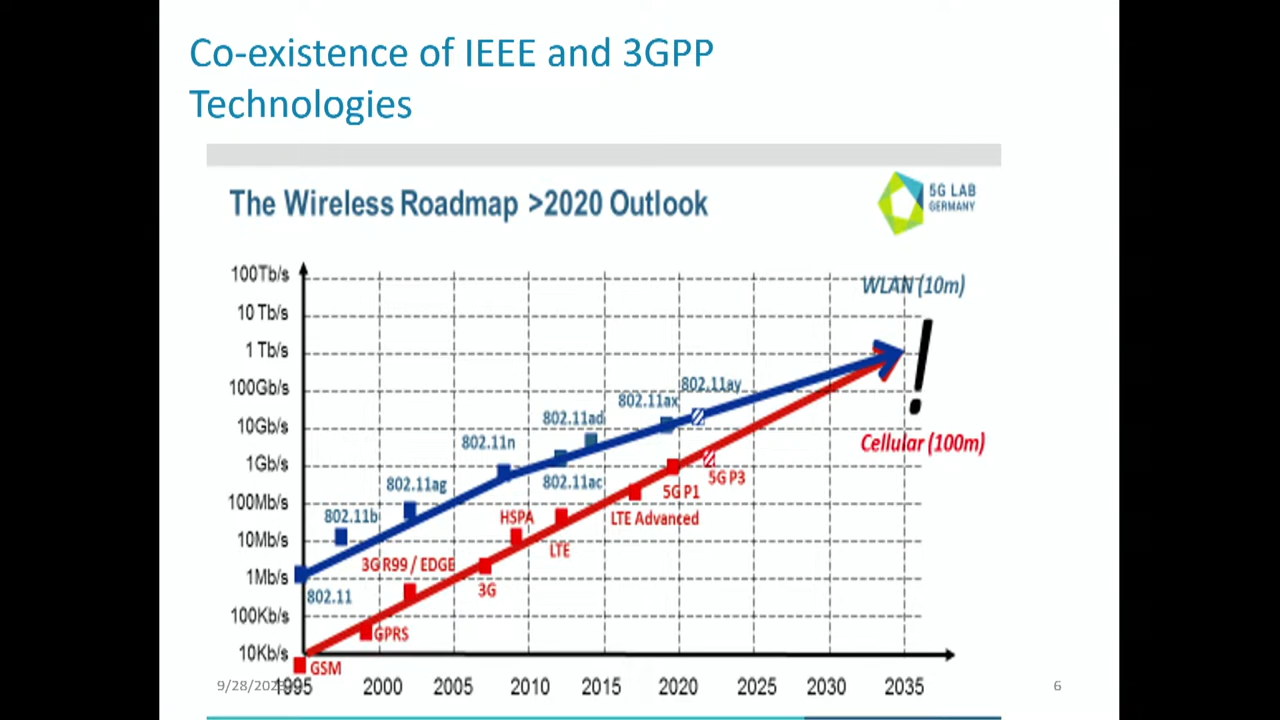 Co-existence of IEEE and 3GPP
Technologies
The Wireless Roadmap >2020 Outlook
5G LAB
GERMANY
100Tb/s
WLAN (10m)
10Tb/s
1 Tb/s
!
100Gb/s
802.11ay
802.11ax
802.11ad
10Gb/s
802.11n
Cellular (100m)
1Gb/s
802.11ac
5G P3
802.11ag
5G P1
100Mb/s
802.11b
HSPA
LTE Advanced
10Mb/s
LTE
3G R99 / EDGE
1Mb/s
3G
802.11
100Kb/s
GPRS
10Kb/s
GSM
1995 2000 2005 2010 2015 2020 2025 2030 2035
6